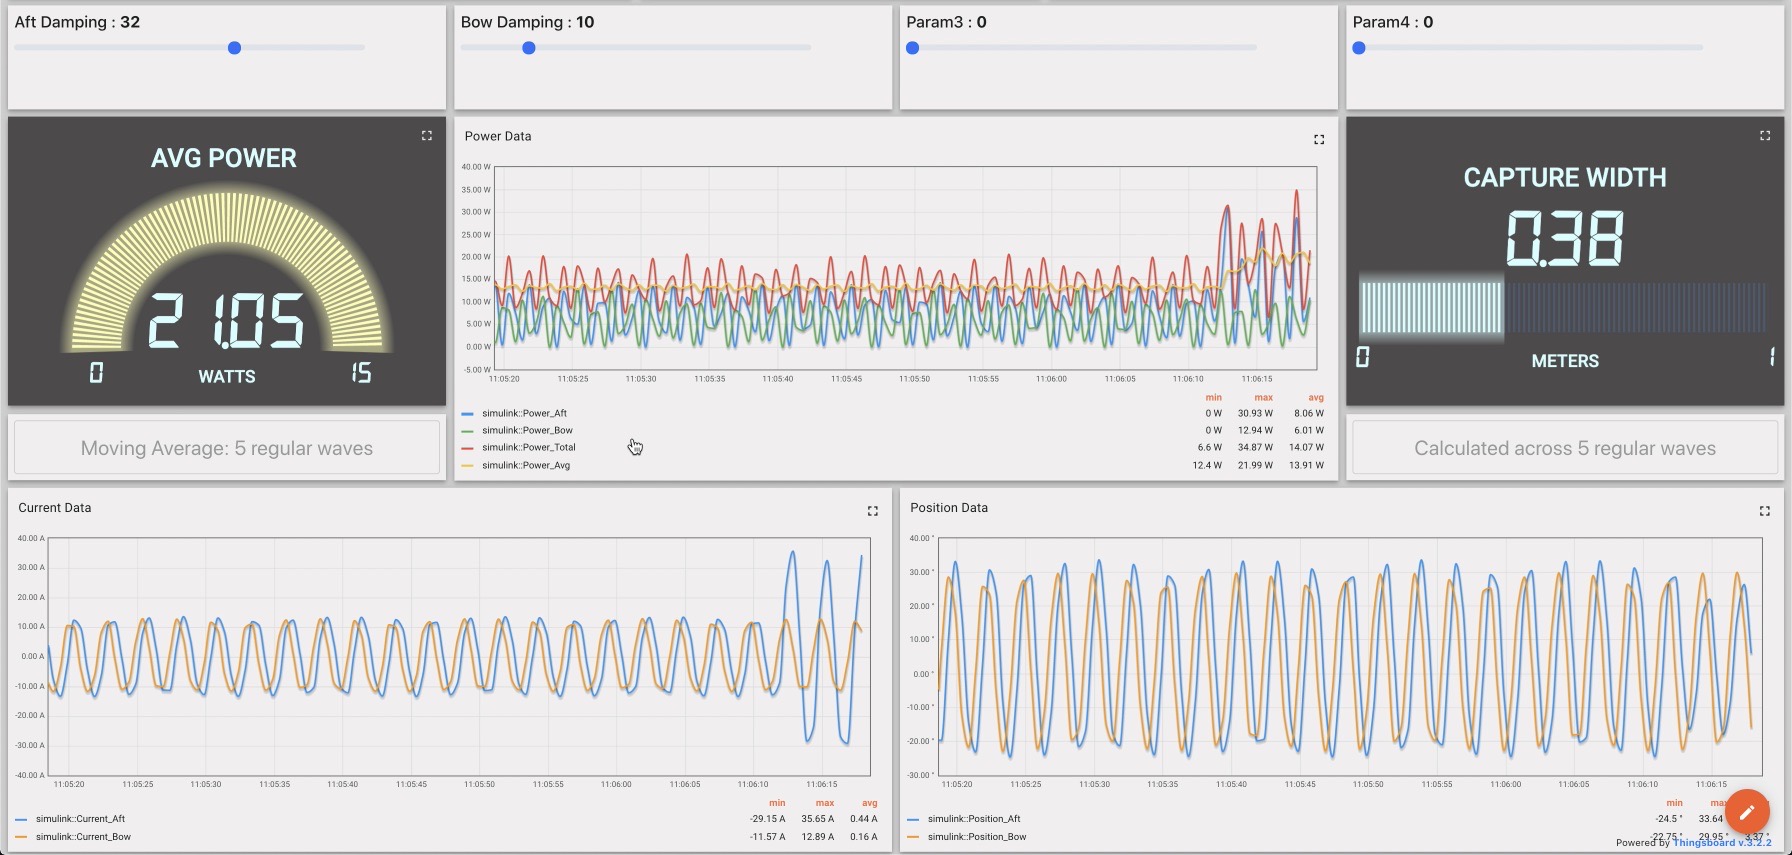 Aft Damping : 32
Bow Damping : 10
Param3 : 0
Param4 : 0
AVG POWER
21.05
0 WATTS 15
Moving Average: 5 regular waves
Power Data
40.00 W
35.00 W
30.00 W
25.00 W
20.00 W
15.00 W
10.00 W
5.00 W
0.00 W
-5.00 W
11:05:20 11:05:25 11:05:30 11:05:35 11:05:40 11:05:45 11:05:50 11:05:55 11:06:00 11:06:05 11:06:10 11:06:15
min max avg
simulink::Power_Aft 0 W 30.93 W 8.06 W
simulink::Power_Bow 0 W 12.94 W 6.01 W
simulink::Power_Total 6.6 W 34.87 W 14.07 W
simulink::Power_Avg 12.4 W 21.99 W 13.91 W
CAPTURE WIDTH
0.38
0 METERS 1
Calculated across 5 regular waves
Current Data
40.00 A
30.00 A
20.00 A
10.00 A
0.00 A
-10.00 A
-20.00 A
-30.00 A
-40.00 A
11:05:20 11:05:25 11:05:30 11:05:35 11:05:40 11:05:45 11:05:50 11:05:55 11:06:00 11:06:05 11:06:10 11:06:15
min max avg
simulink::Current_Aft -29.15 A 35.65 A 0.44 A
simulink::Current_Bow -11.57 A 12.89 A 0.16 A
Position Data
40.00 °
30.00 °
20.00 °
10.00 °
0.00 °
-10.00 °
-20.00 °
-30.00 °
11:05:20 11:05:25 11:05:30 11:05:35 11:05:40 11:05:45 11:05:50 11:05:55 11:06:00 11:06:05 11:06:10 11:06:15
min max
simulink::Position_Aft -24.5 ° 33.64
simulink::Position_Bow -22.75 ° 29.95 ° 3.37 °
Powered by Thingsboard v.3.2.2